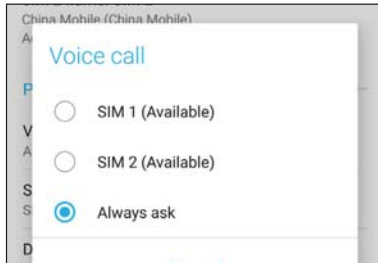 China Mobile (China Mobile)
Voice call
SIM 1 (Available)
SIM 2 (Available)
Always ask